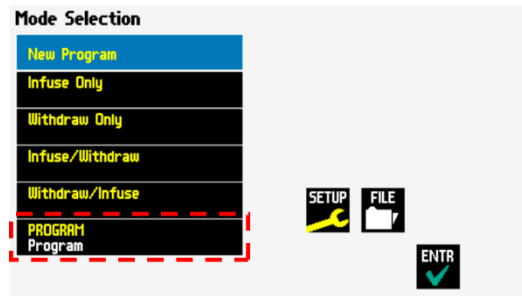 Mode Selection
New Program
Infuse Only
Withdraw Only
Infuse/Withdraw
Withdraw/Infuse
PROGRAM
Program
SETUP FILE
ENTR